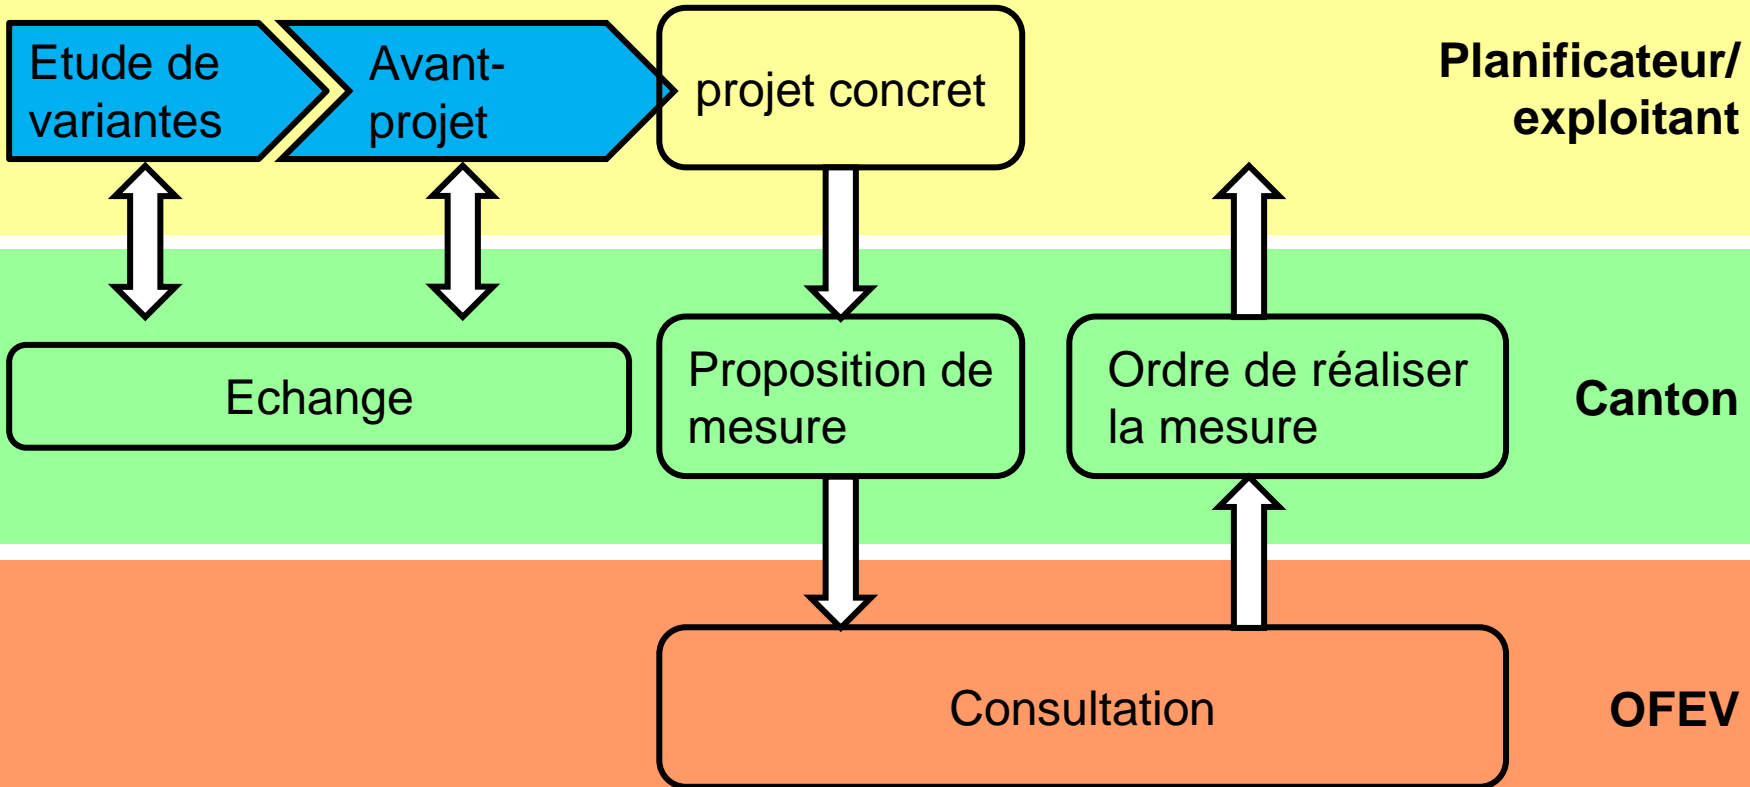 Etude de
variantes
Avant-
projet
projet concret
Planificateur/
exploitant
Echange
Proposition de
mesure
Ordre de réaliser
la mesure
Canton
Consultation
OFEV